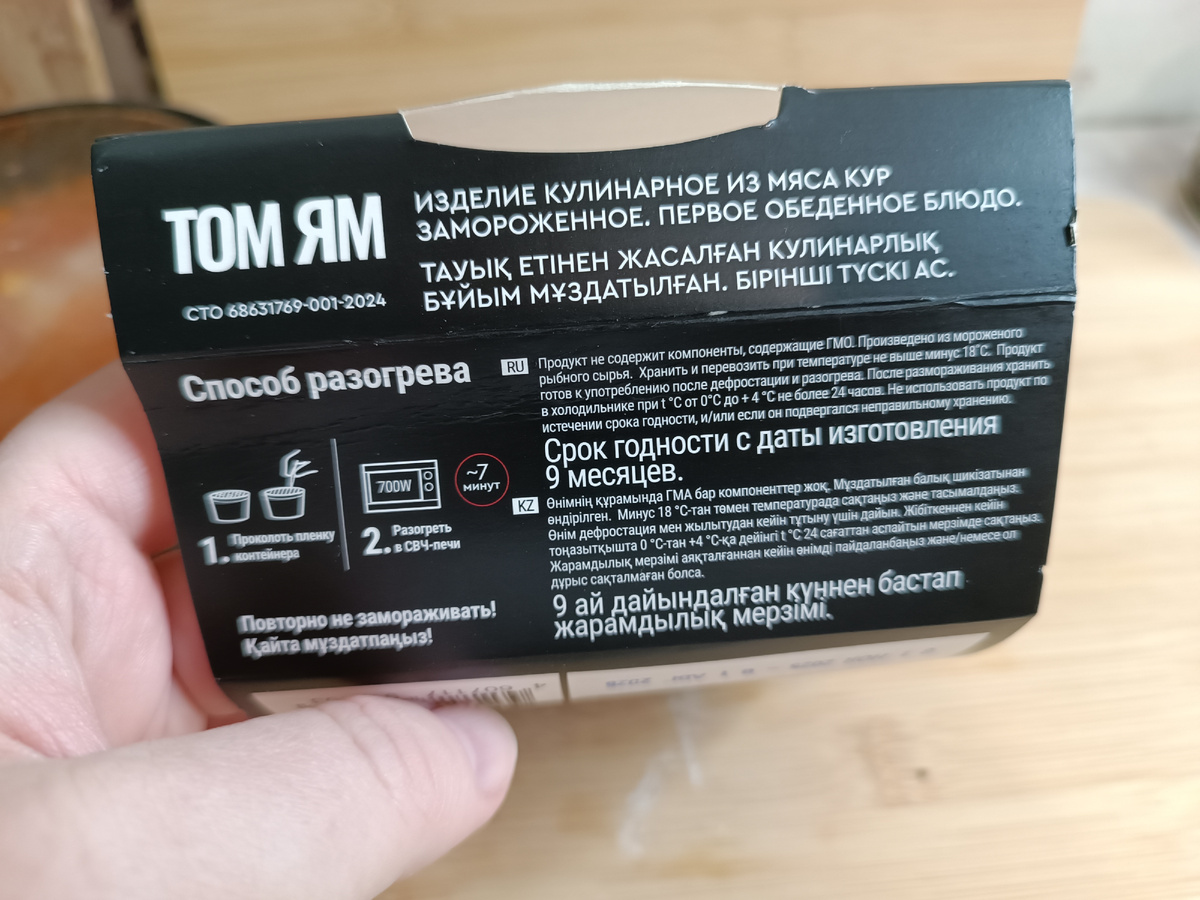 ТОМ ЯМ
СТО 68631769-001-2024
ИЗДЕЛИЕ КУЛИНАРНОЕ ИЗ МЯСА КУР
ЗАМОРОЖЕННОЕ. ПЕРВОЕ ОБЕДЕННОЕ БЛЮДО.
ТАУЫҚ ЕТІНЕН ЖАСАЛҒАН КУЛИНАРЛЫҚ
БҰЙЫМ МҰЗДАТЫЛҒАН. БІРІНШІ ТҮСКІ АС.
Способ разогрева
1. Проколоть пленку
контейнера
700W
~7
минут
2. Разогреть
в СВЧ-печи
Повторно не замораживать!
Қайта мұздатпаңыз!
RU
Продукт не содержит компоненты, содержащие ГМО. Произведено из мороженого
рыбного сырья. Хранить и перевозить при температуре не выше минус 18°С. Продукт
готов к употреблению после дефростации и разогрева. После размораживания хранить
в холодильнике при t °С от 0°С до + 4 °С не более 24 часов. Не использовать продукт по
истечении срока годности, и/или если он подвергался неправильному хранению.
Срок годности с даты изготовления
9 месяцев.
KZ
Өнімнің құрамында ГМА бар компоненттер жоқ. Мұздатылған балық шикізатынан
өндірілген. Минус 18 °С-тан төмен температурада сақтаңыз және тасымалдаңыз.
Өнім дефростация мен жылытудан кейін тұтыну үшін дайын. Жібіткеннен кейін
тоңазытқышта 0 °С-тан +4 °С-қа дейінгі t °С 24 сағаттан аспайтын мерзімде сақтаңыз.
Жарамдылық мерзімі аяқталғаннан кейін өнімді пайдаланбаңыз және/немесе ол
дұрыс сақталмаған болса.
9 ай дайындалған күннен бастап
жарамдылық мерзімі.